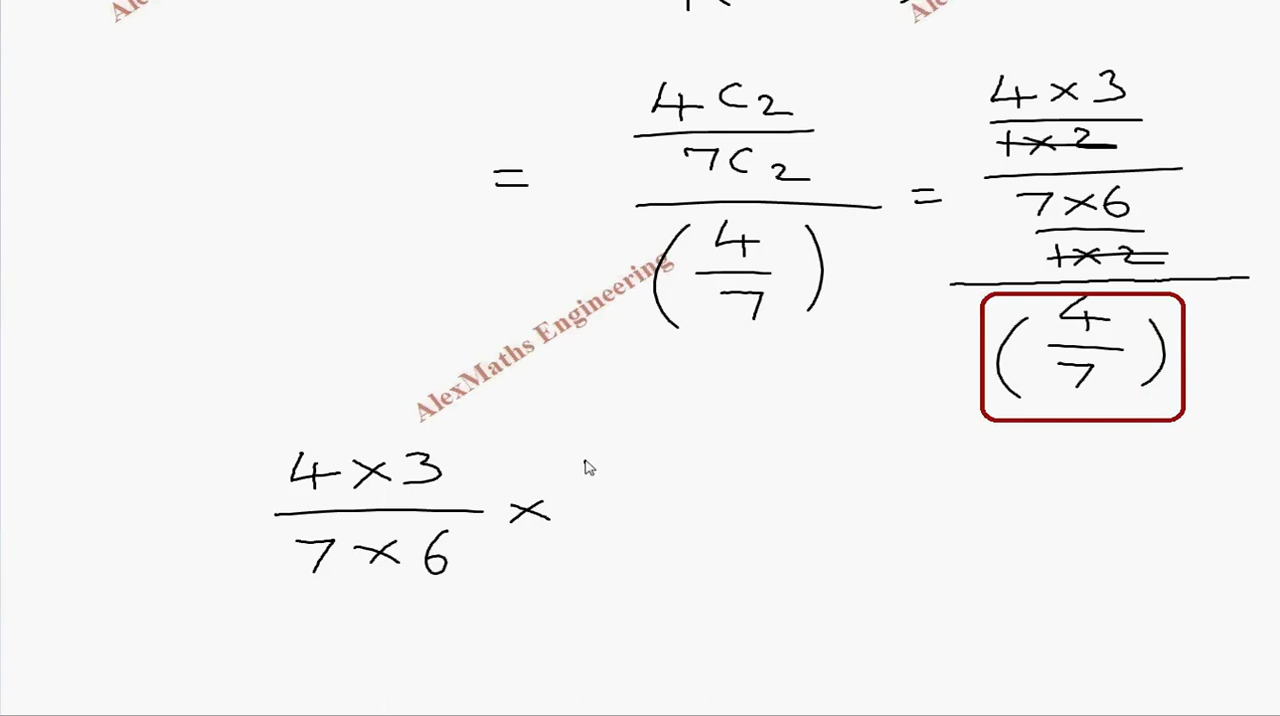 4C2
7C2
=
(4
7)
=
4 × 3
1 × 2
7 × 6
1 × 2
(4
7)
AlexMaths Engineering
4 × 3
7 × 6
×